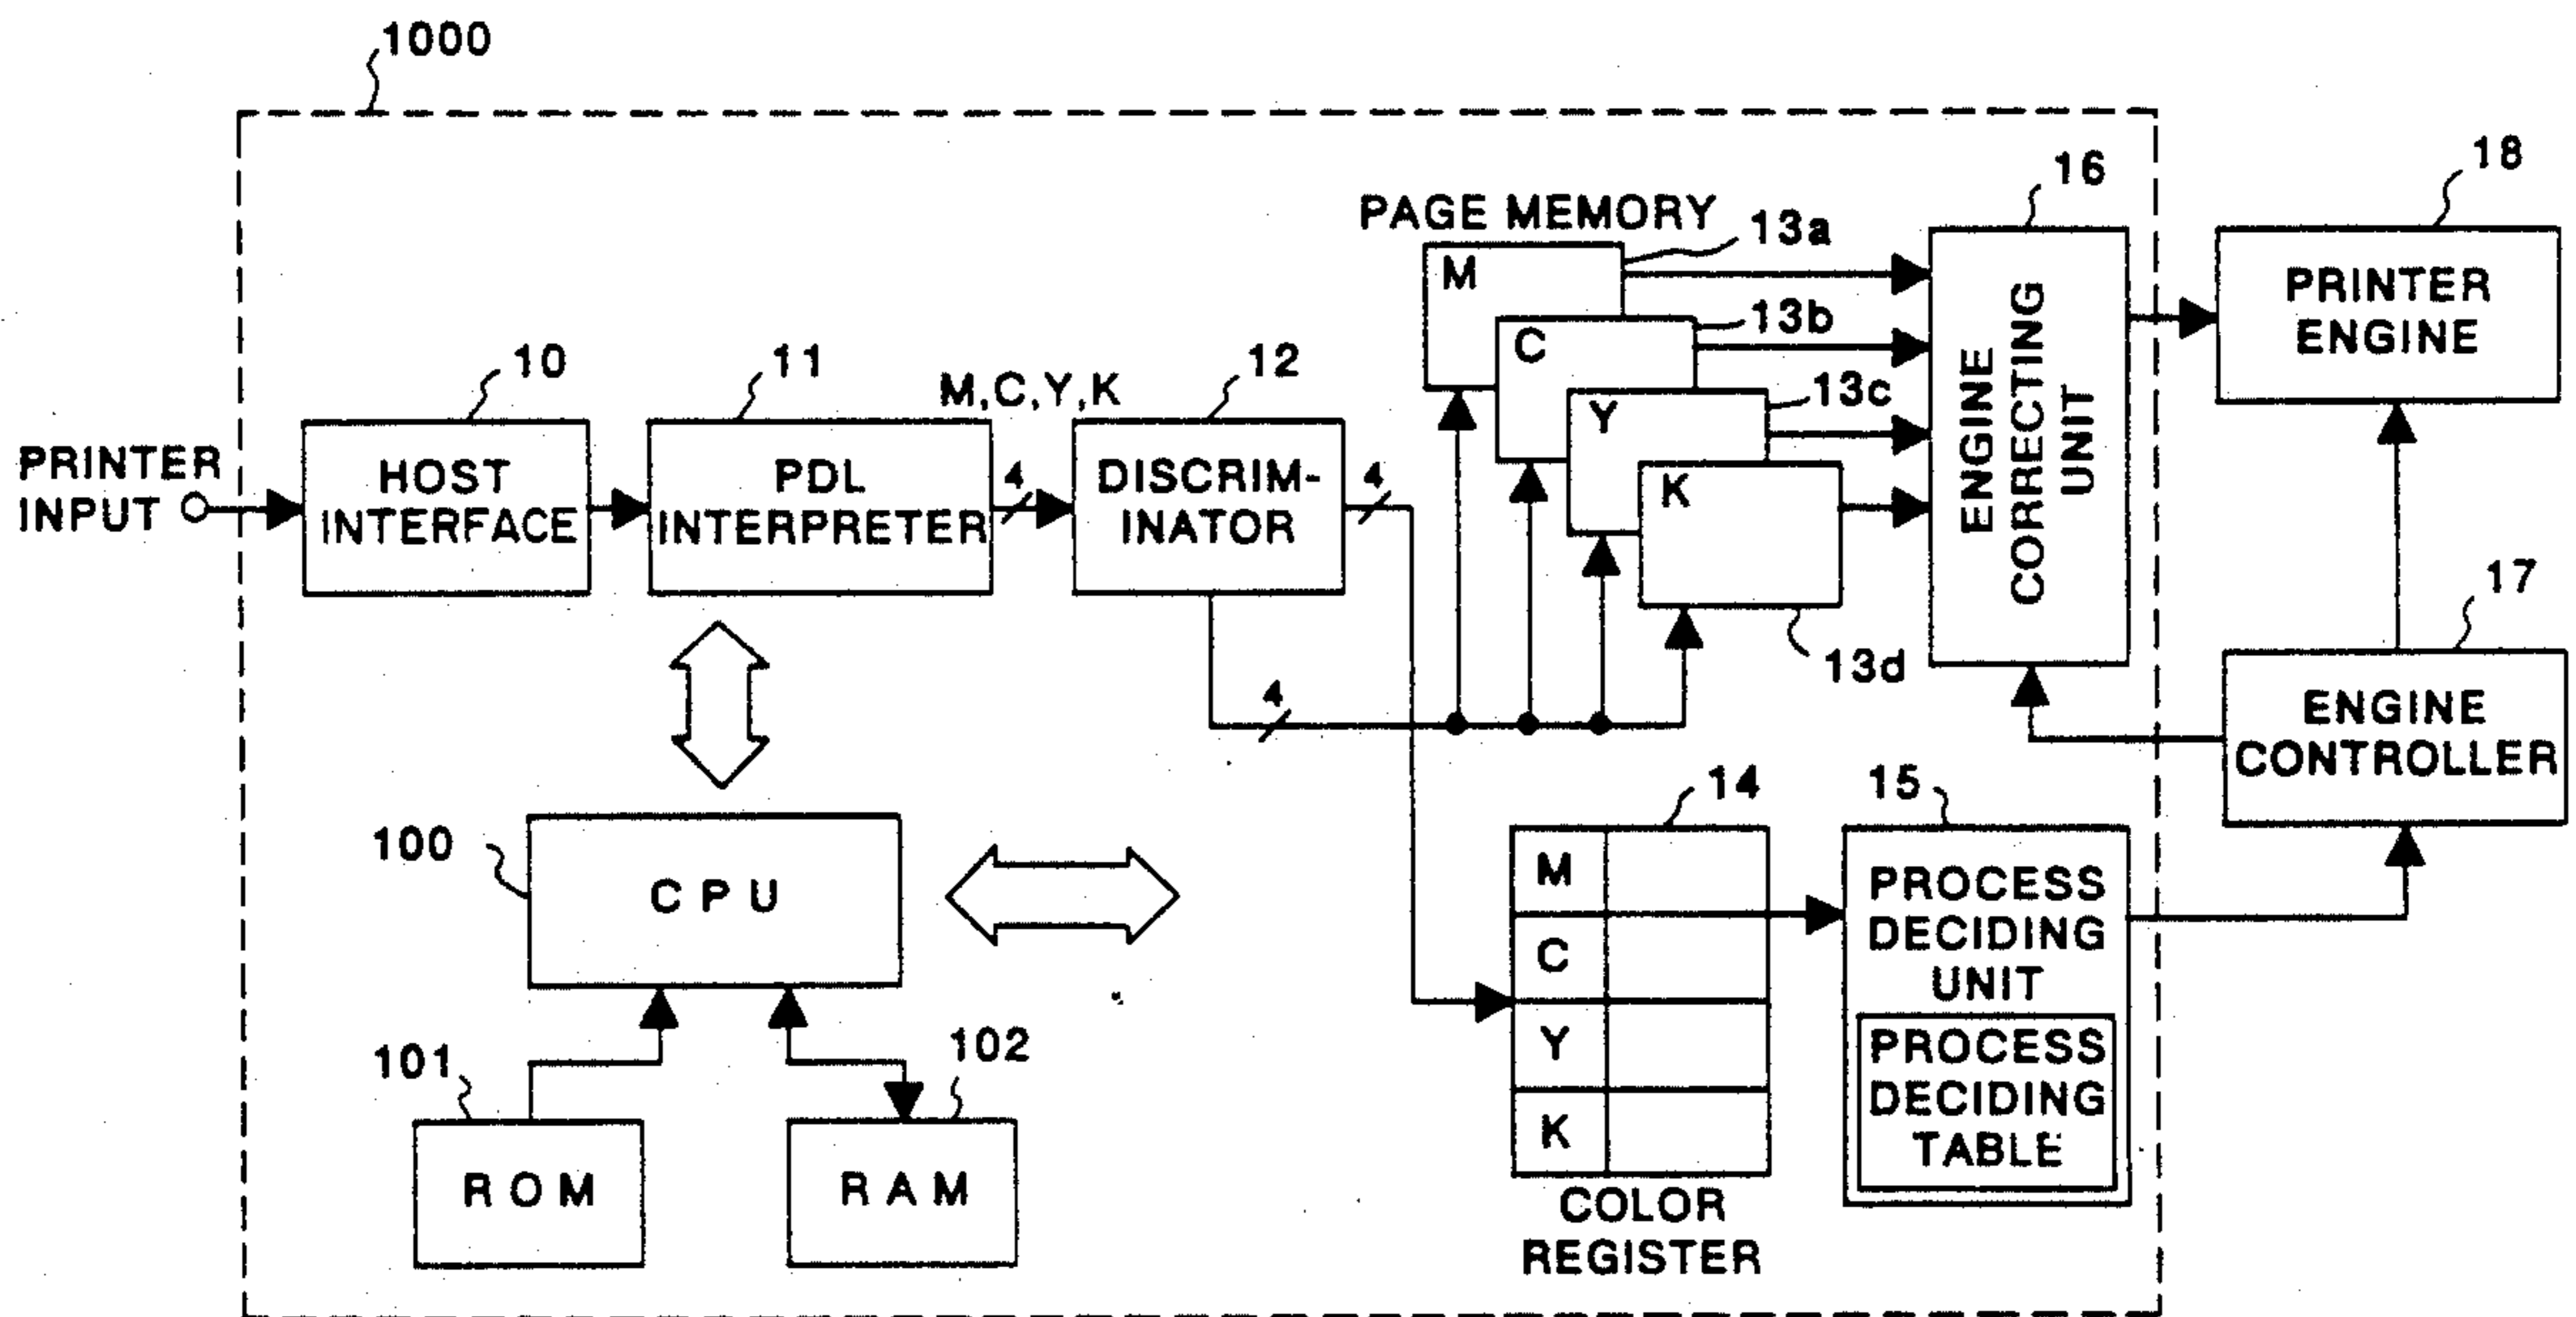 1000
18
16
PAGE MEMORY
13a
M
PRINTER
ENGINE
13b
C
ENGINE
CORRECTING
UNIT
10
11
M,C,Y,K
12
13c
Y
PRINTER
INPUT
HOST
INTERFACE
PDL
INTERPRETER
4
DISCRIM-
INATOR
4
K
17
13d
4
ENGINE
CONTROLLER
14
15
100
CPU
M
C
Y
K
PROCESS
DECIDING
UNIT
PROCESS
DECIDING
TABLE
101
102
ROM
RAM
COLOR
REGISTER